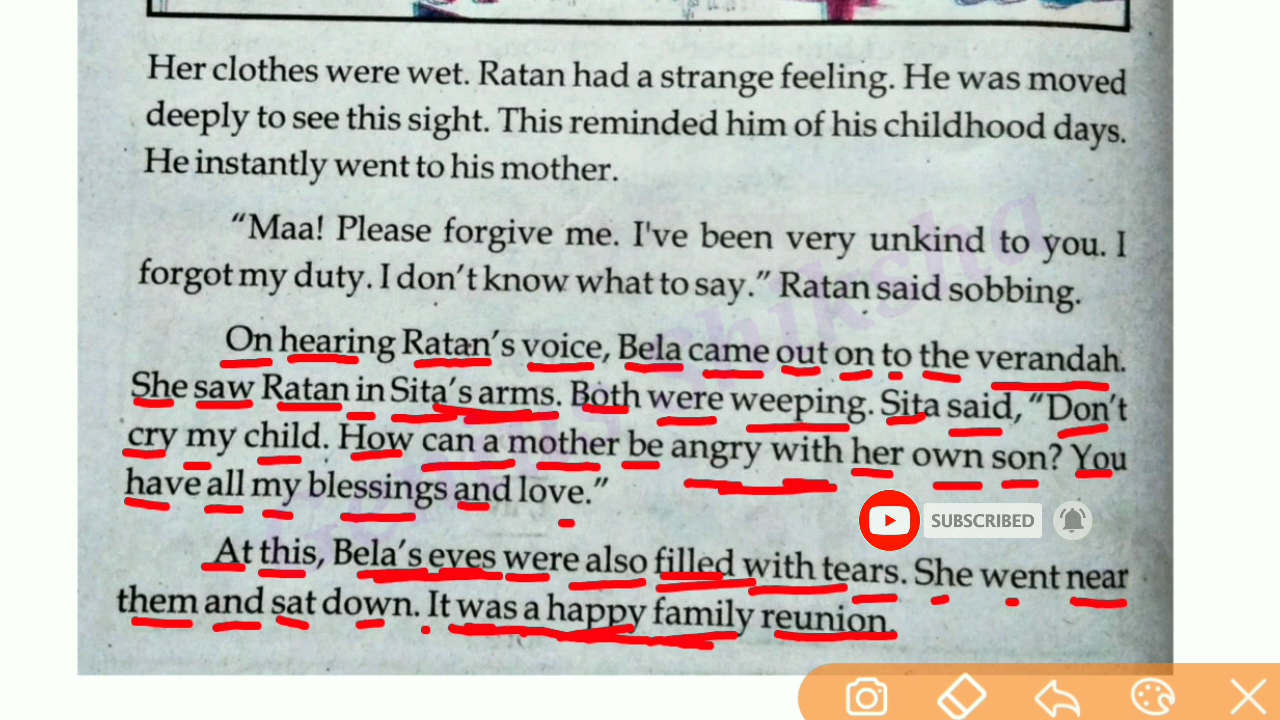 Her clothes were wet. Ratan had a strange feeling. He was moved
deeply to see this sight. This reminded him of his childhood days.
He instantly went to his mother.
"Maa! Please forgive me. I've been very unkind to you. I
forgot my duty. I don't know what to say." Ratan said sobbing.
On hearing Ratan's voice, Bela came out on to the verandah.
She saw Ratan in Sita's arms. Both were weeping. Sita said, "Don't
cry my child. How can a mother be angry with her own son? You
have all my blessings and love."
SUBSCRIBED
At this, Bela's eyes were also filled with tears. She went near
them and sat down. It was a happy family reunion.